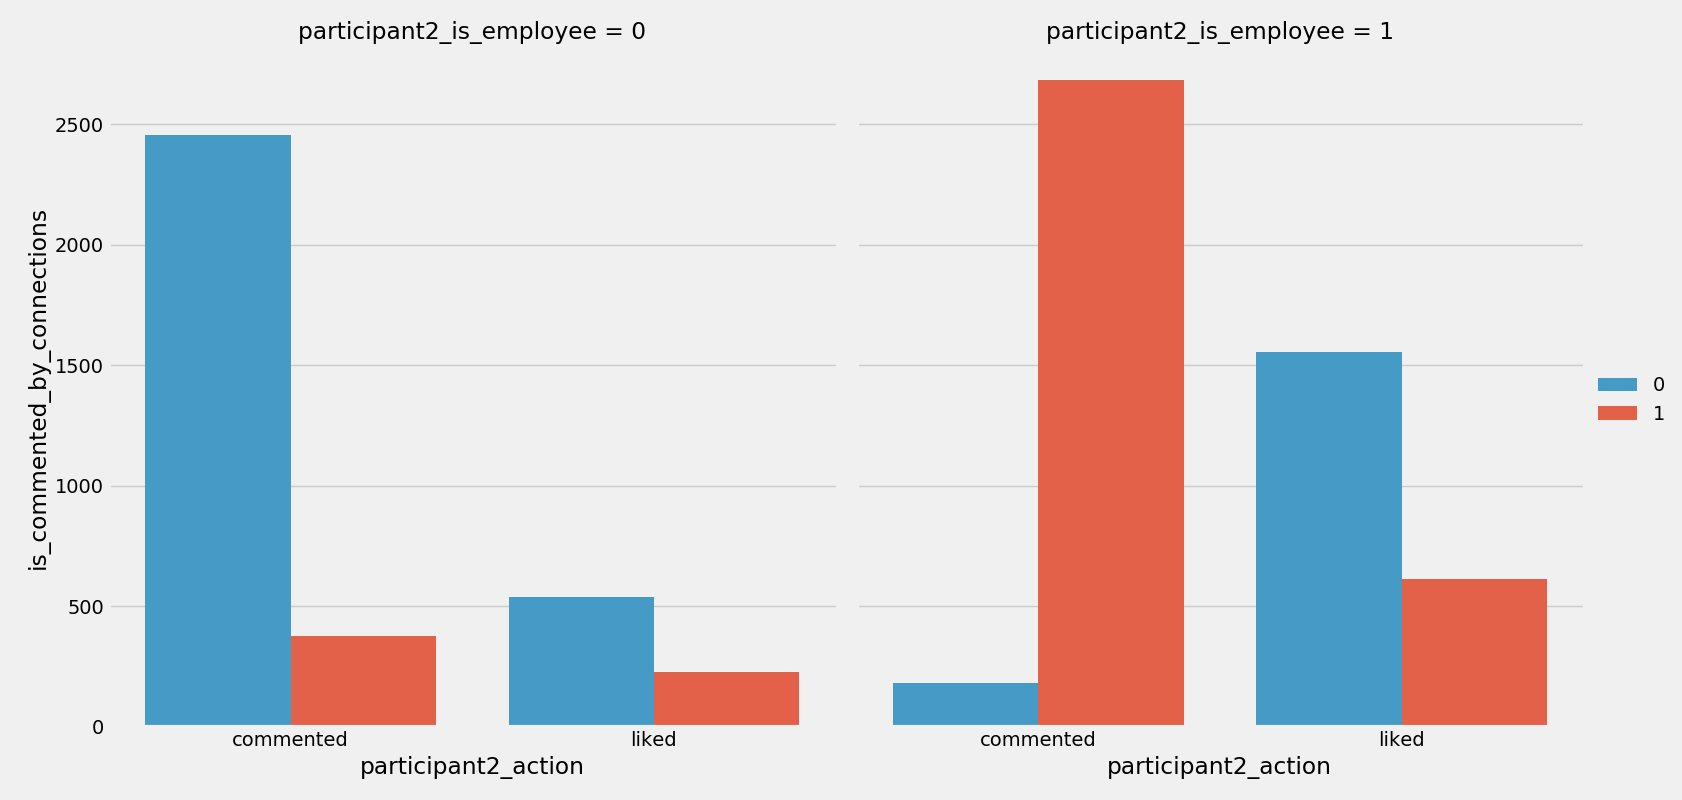 participant2_is_employee = 0
participant2_is_employee = 1
is_commented_by_connections
2500
2000
1500
1000
500
0
commented
liked
commented
liked
participant2_action
participant2_action
0
1